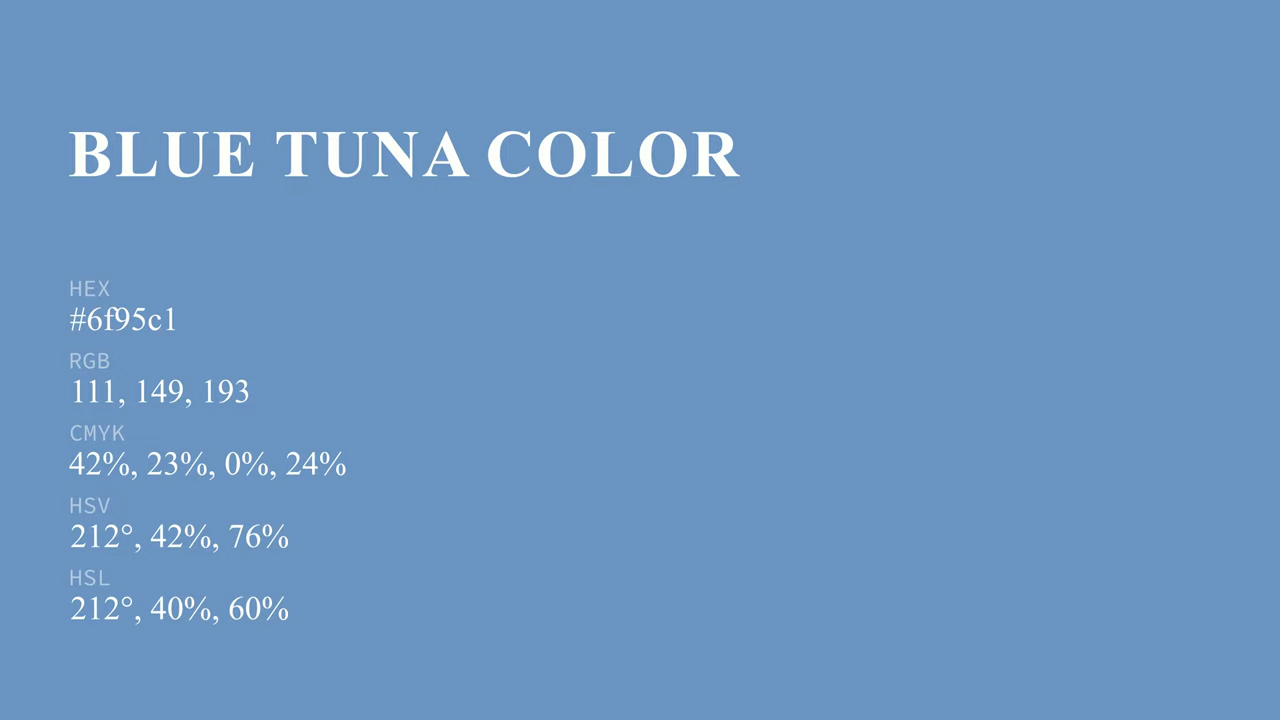 BLUE TUNA COLOR
HEX
#6f95c1
RGB
111, 149, 193
CMYK
42%, 23%, 0%, 24%
HSV
212°, 42%, 76%
HSL
212°, 40%, 60%